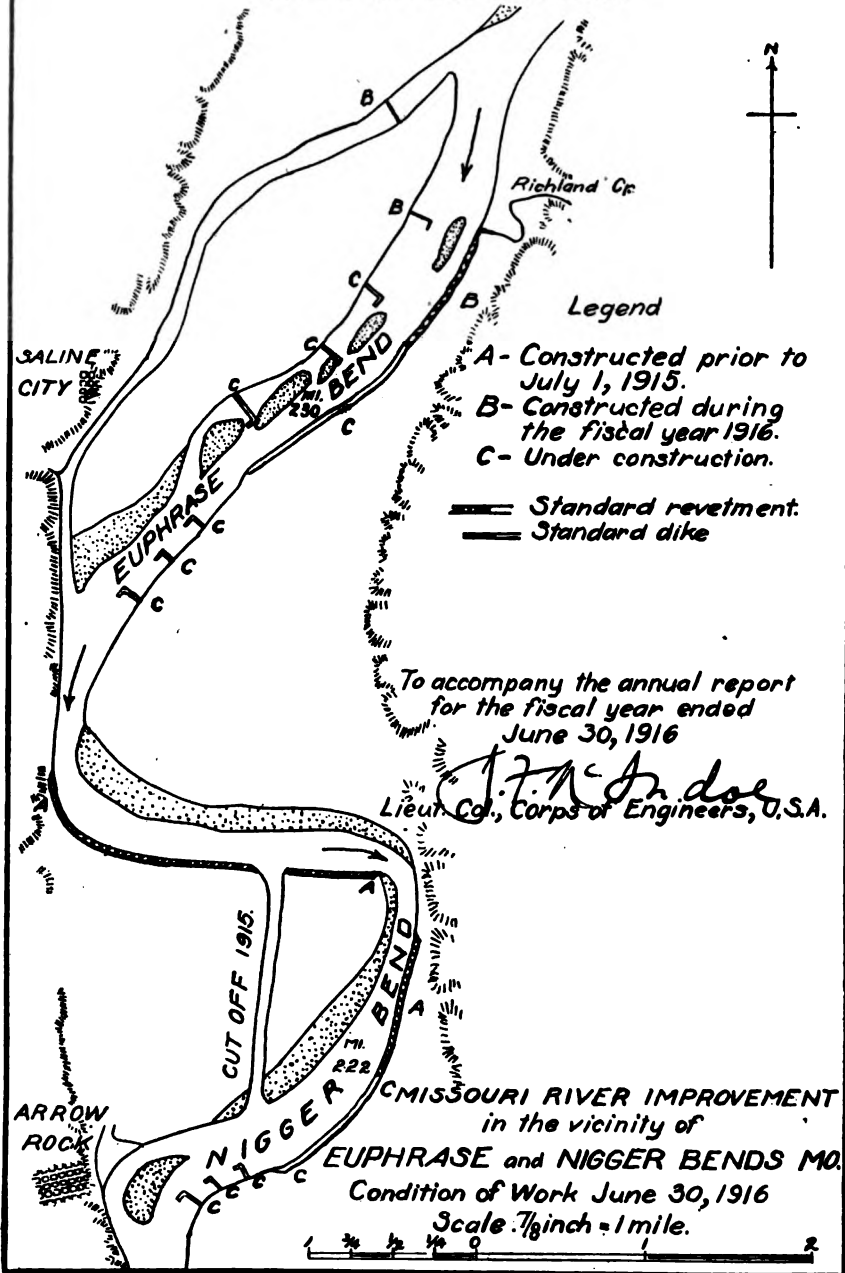 N
B
Richland Cr.
B
B
C
Legend
SALINE
CITY
C
C
BEND
MI.
230
C
A - Constructed prior to
July 1, 1915.
B - Constructed during
the fiscal year 1916.
C - Under construction.
Standard revetment.
Standard dike
EUPHRASE
C
C
C
To accompany the annual report
for the fiscal year ended
June 30, 1916
Lieut. Col., Corps of Engineers, U.S.A.
A
CUT OFF 1915.
BEND
A
MI.
222
C
MISSOURI RIVER IMPROVEMENT
in the vicinity of
ARROW
ROCK
NIGGER
EUPHRASE and NIGGER BENDS MO.
C
C
C
C
Condition of Work June 30, 1916
Scale 7/8 inch = 1 mile.
1 3/4 1/2 1/4 0 1 2